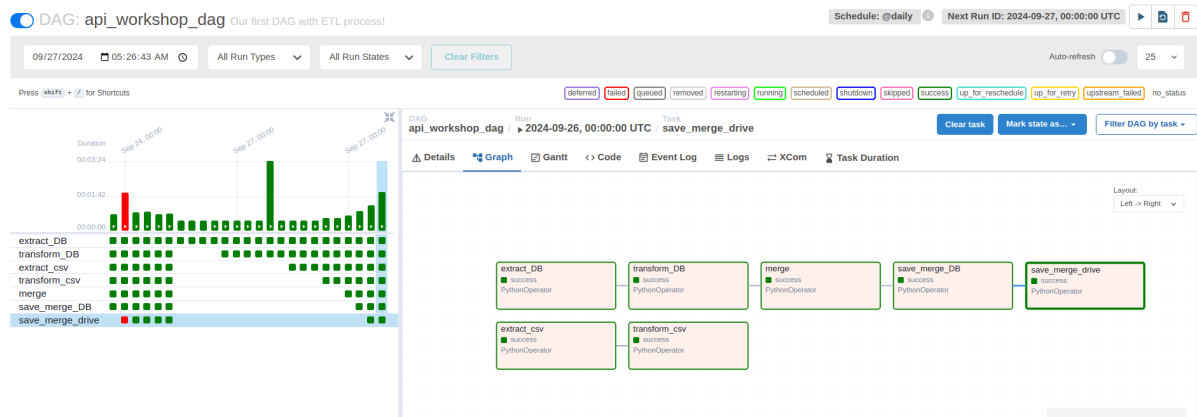 DAG: api_workshop_dag Our first DAG with ETL process!
Schedule: @daily
Next Run ID: 2024-09-27, 00:00:00 UTC
09/27/2024 05:26:43 AM
All Run Types
All Run States
Clear Filters
Auto-refresh
25
Press shift + / for Shortcuts
deferred failed queued removed restarting running scheduled shutdown skipped success up_for_reschedule up_for_retry upstream_failed no_status
Duration
Sep 24, 00:00
Sep 27, 00:00
Sep 27, 00:00
00:03:24
00:01:42
00:00:00
extract_DB
transform_DB
extract_csv
transform_csv
merge
save_merge_DB
save_merge_drive
DAG Run Task
api_workshop_dag / 2024-09-26, 00:00:00 UTC / save_merge_drive
Clear task
Mark state as...
Filter DAG by task
Details Graph Gantt Code Event Log Logs XCom Task Duration
Layout:
Left -> Right
extract_DB
success
PythonOperator
transform_DB
success
PythonOperator
merge
success
PythonOperator
save_merge_DB
success
PythonOperator
save_merge_drive
success
PythonOperator
extract_csv
success
PythonOperator
transform_csv
success
PythonOperator